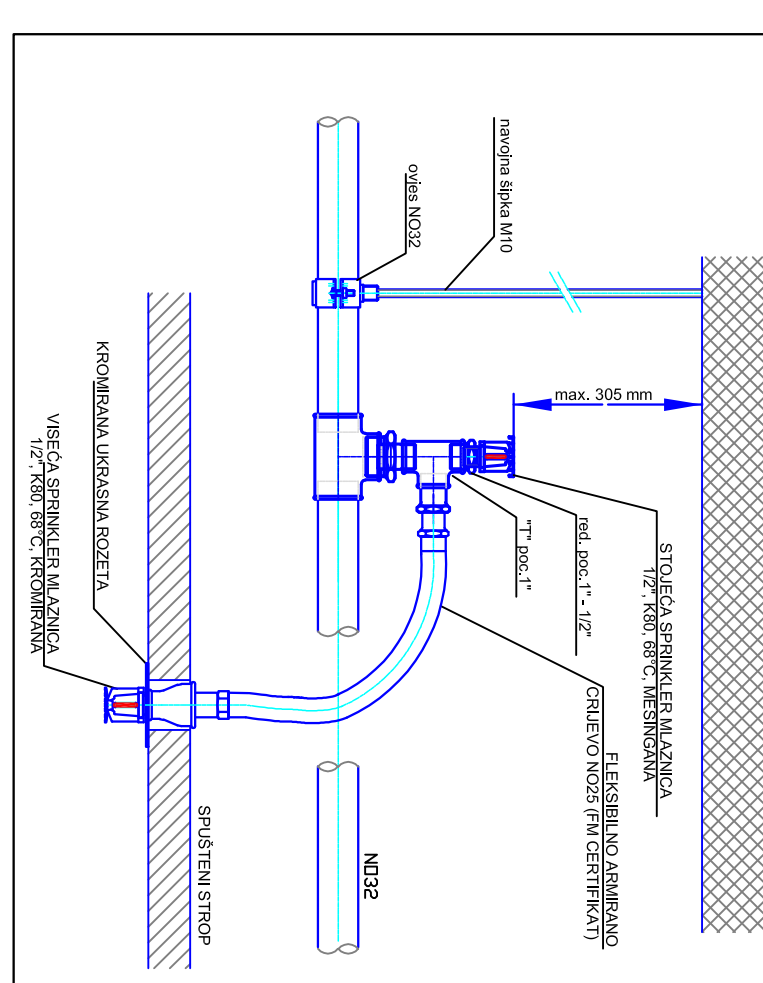 navojna šipka M10
ovjes NO32
max. 305 mm
STOJEĆA SPRINKLER MLAZNICA
1/2", K80, 68°C, MESINGANA
red. poc.1" - 1/2"
"T" poc.1"
FLEKSIBILNO ARMIRANO
CRIJEVO NO25 (FM CERTIFIKAT)
KROMIRANA UKRASNA ROZETA
VISEĆA SPRINKLER MLAZNICA
1/2", K80, 68°C, KROMIRANA
SPUŠTENI STROP
NO32